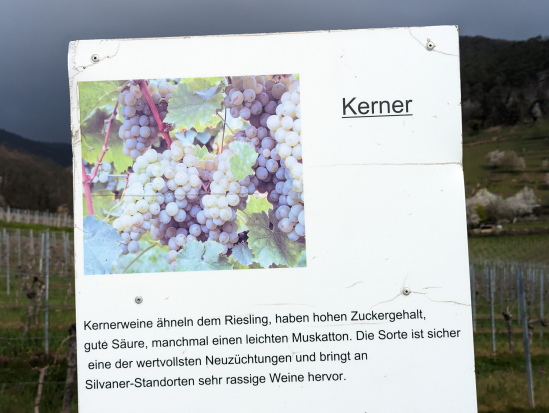 Kerner
Kernerweine ähneln dem Riesling, haben hohen Zuckergehalt,
gute Säure, manchmal einen leichten Muskatton. Die Sorte ist sicher
eine der wertvollsten Neuzüchtungen und bringt an
Silvaner-Standorten sehr rassige Weine hervor.